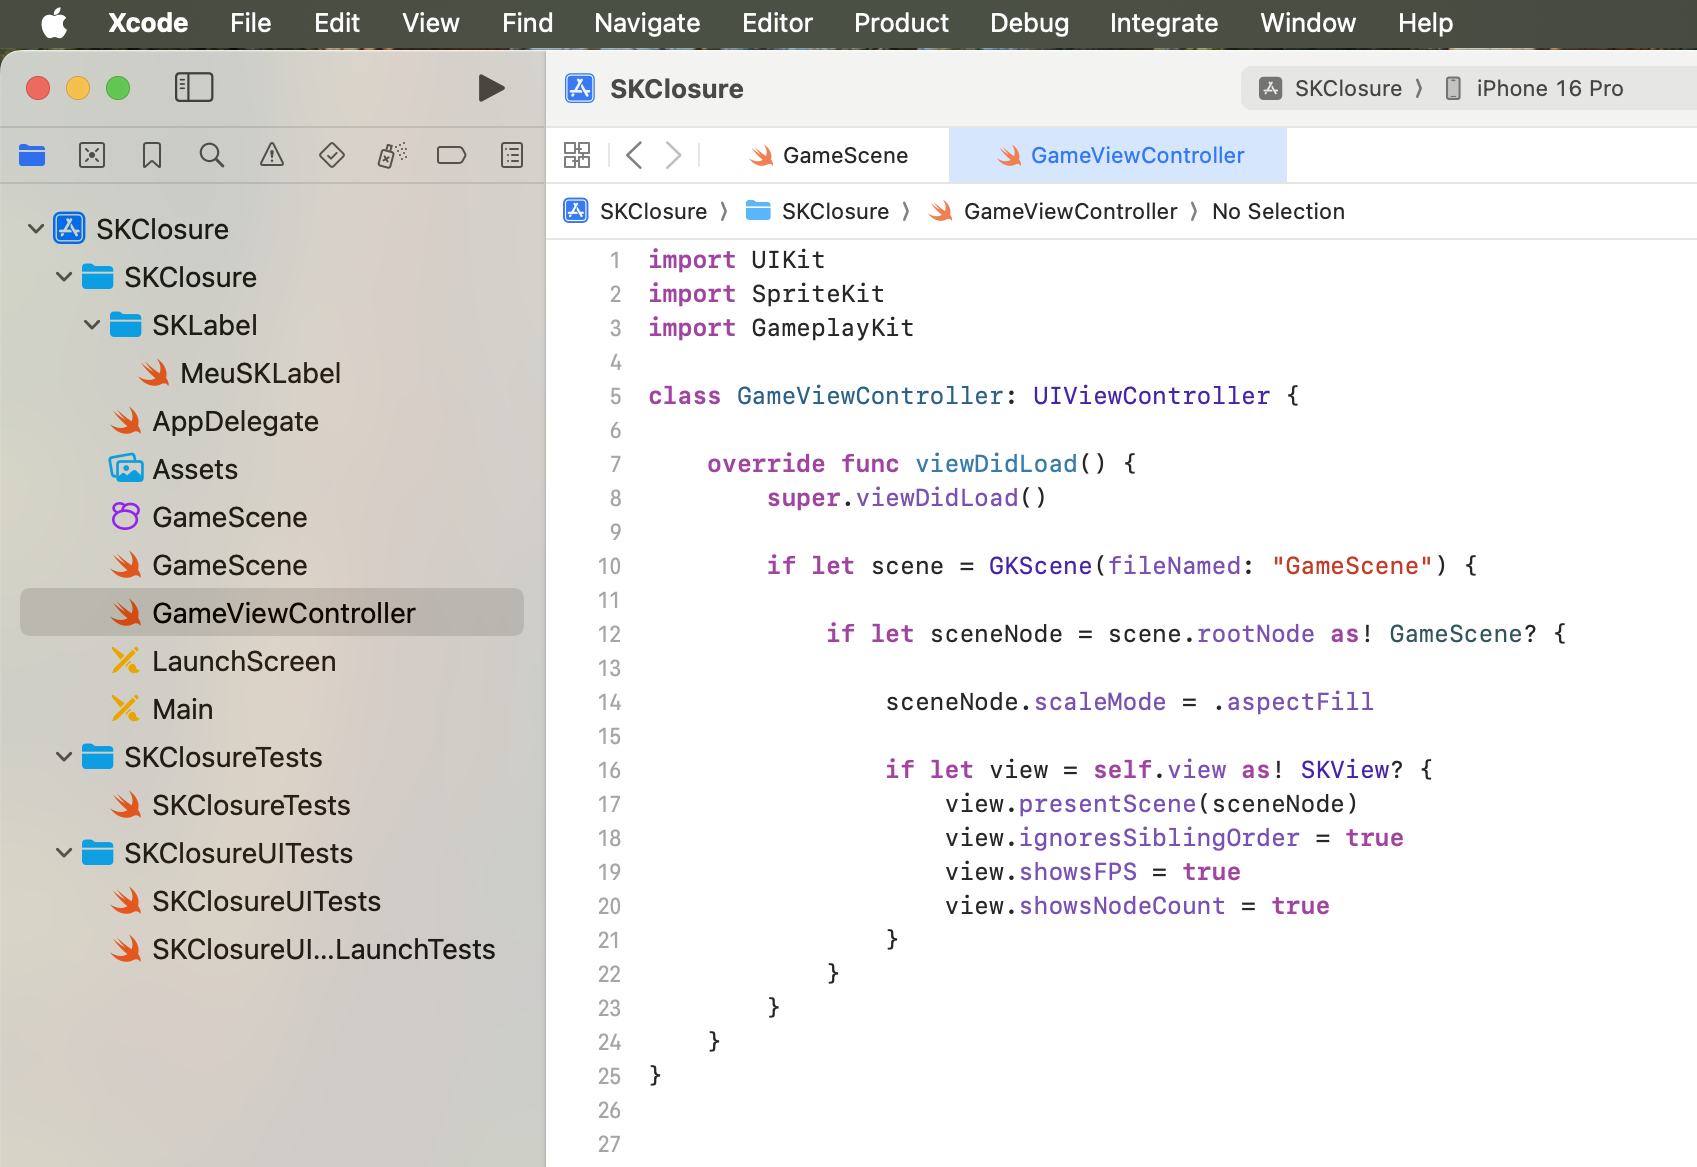 Xcode File Edit View Find Navigate Editor Product Debug Integrate Window Help
SKClosure
SKClosure 〉 iPhone 16 Pro
GameScene
GameViewController
SKClosure 〉 SKClosure 〉 GameViewController 〉 No Selection
SKClosure
SKClosure
SKLabel
MeuSKLabel
AppDelegate
Assets
GameScene
GameScene
GameViewController
LaunchScreen
Main
SKClosureTests
SKClosureTests
SKClosureUITests
SKClosureUITests
SKClosureUI...LaunchTests
1 import UIKit
2 import SpriteKit
3 import GameplayKit
4
5 class GameViewController: UIViewController {
6
7     override func viewDidLoad() {
8         super.viewDidLoad()
9
10         if let scene = GKScene(fileNamed: "GameScene") {
11
12             if let sceneNode = scene.rootNode as! GameScene? {
13
14                 sceneNode.scaleMode = .aspectFill
15
16                 if let view = self.view as! SKView? {
17                     view.presentScene(sceneNode)
18                     view.ignoresSiblingOrder = true
19                     view.showsFPS = true
20                     view.showsNodeCount = true
21                 }
22             }
23         }
24     }
25 }
26
27